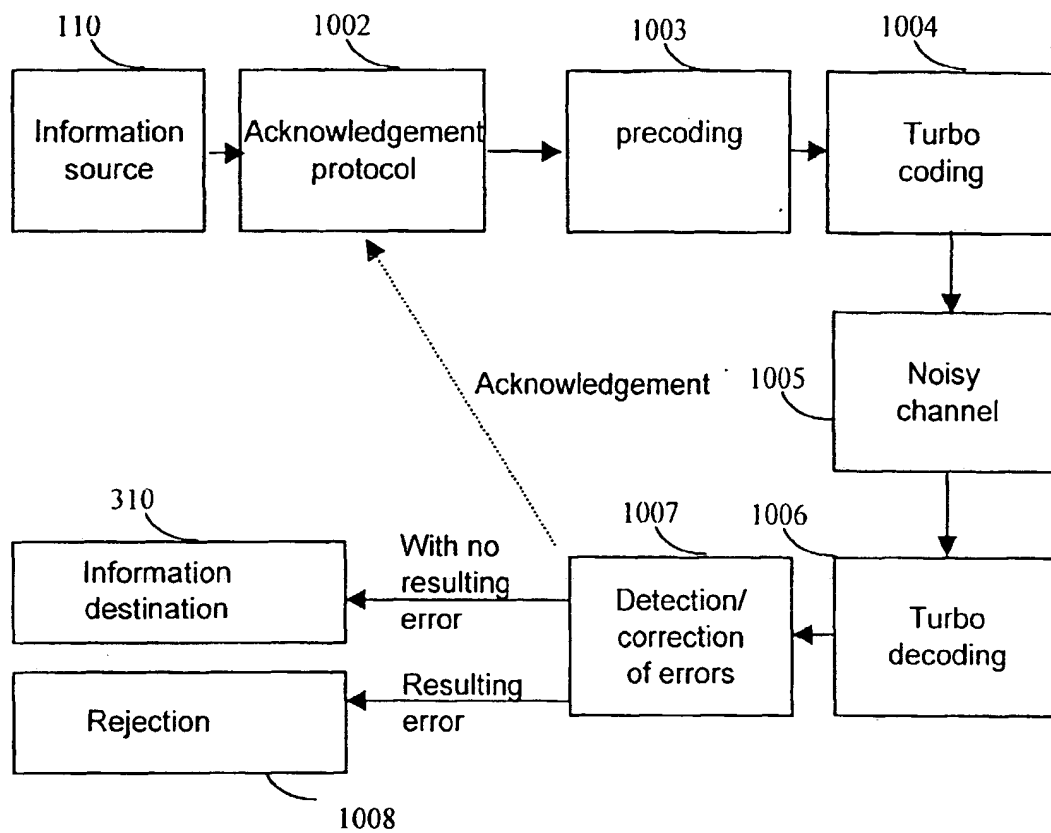 110
1002
1003
1004
Information
source
Acknowledgement
protocol
precoding
Turbo
coding
Acknowledgement
1005
Noisy
channel
310
1007
1006
Information
destination
With no
resulting
error
Detection/
correction
of errors
Turbo
decoding
Rejection
Resulting
error
1008